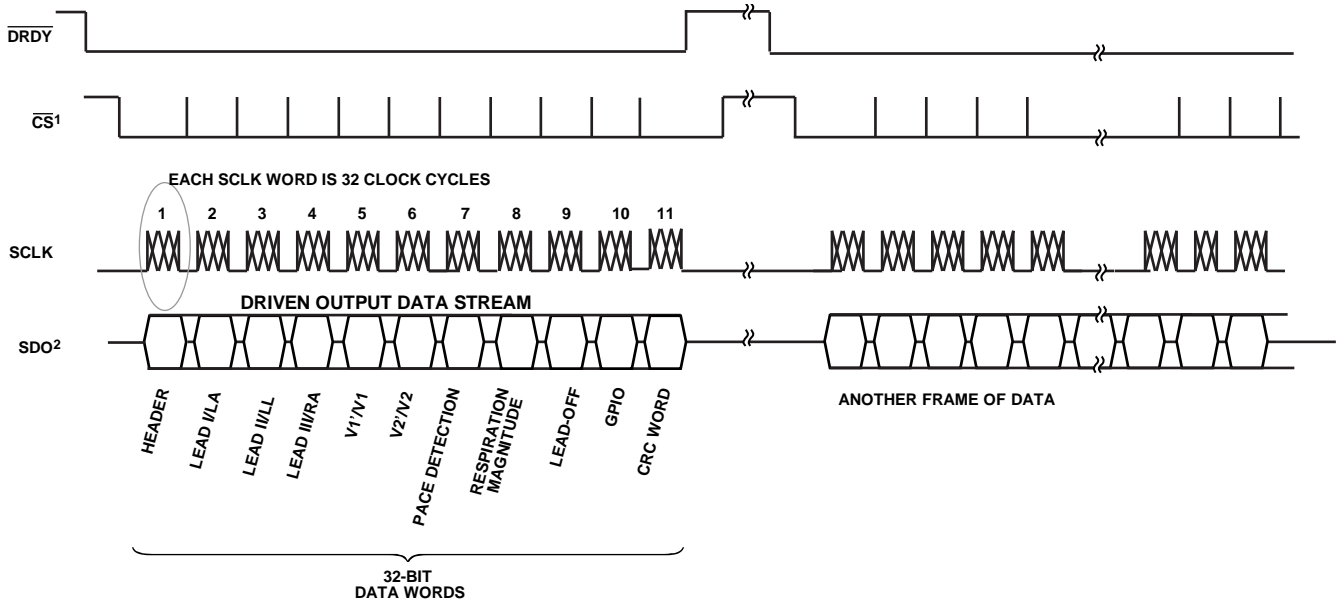 DRDY
CS1
EACH SCLK WORD IS 32 CLOCK CYCLES
1 2 3 4 5 6 7 8 9 10 11
SCLK
DRIVEN OUTPUT DATA STREAM
SDO2
HEADER
LEAD I/LA
LEAD II/LL
LEAD III/RA
V1'/V1
V2'/V2
PACE DETECTION
RESPIRATION
MAGNITUDE
LEAD-OFF
GPIO
CRC WORD
ANOTHER FRAME OF DATA
32-BIT
DATA WORDS